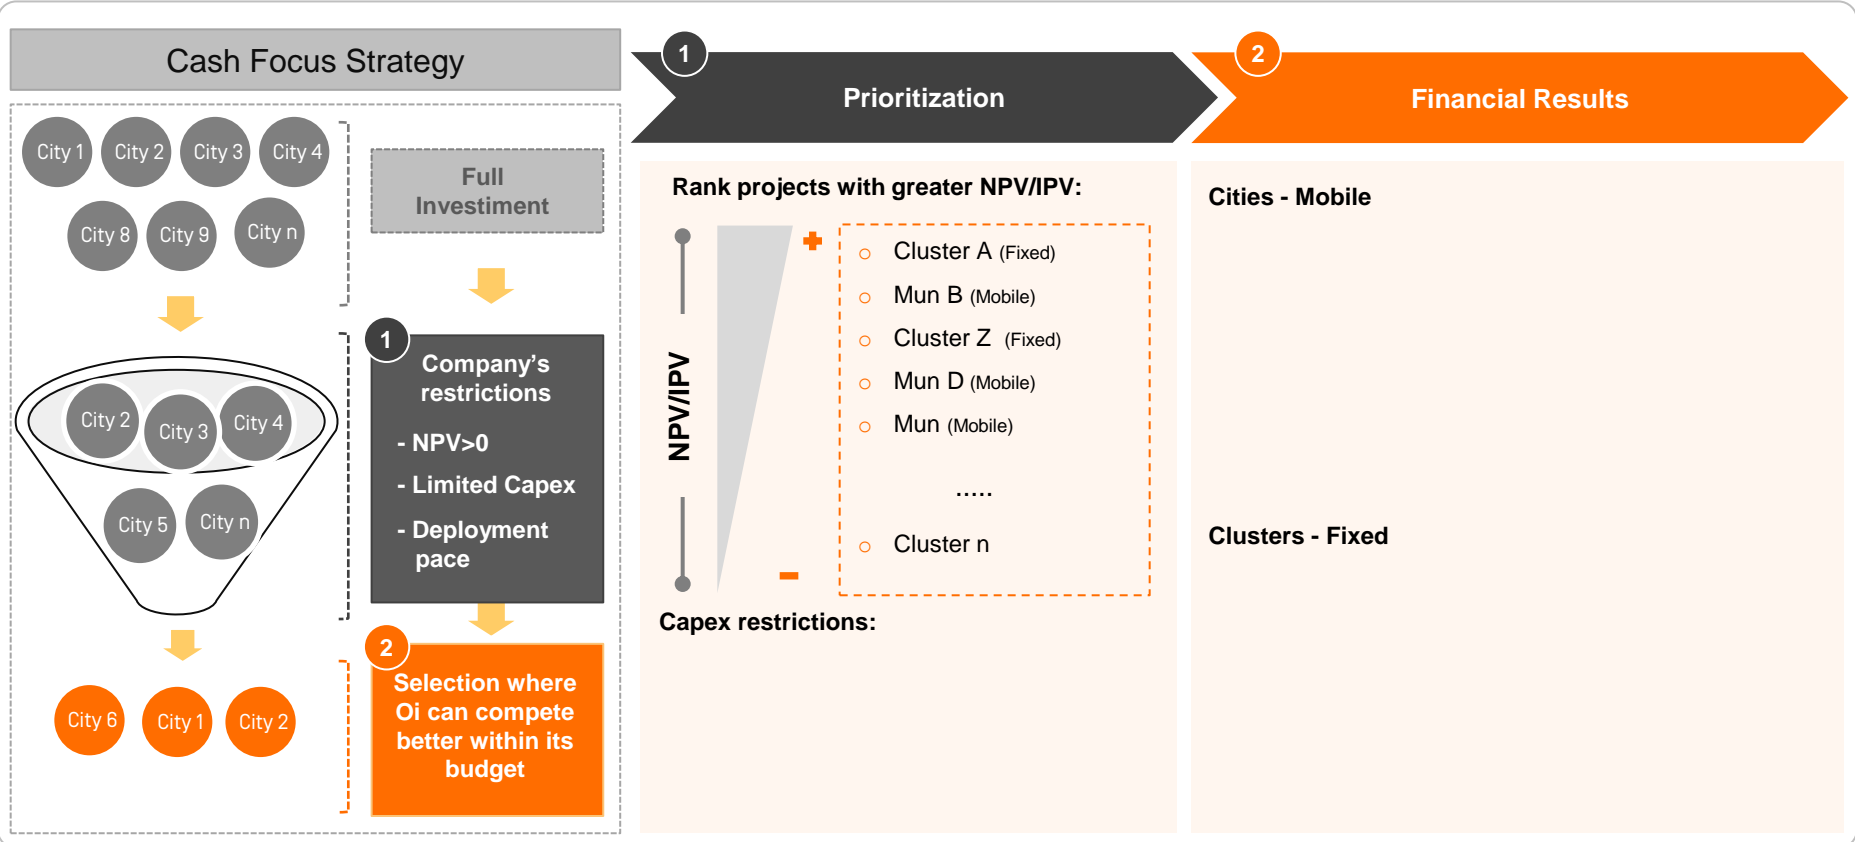 Cash Focus Strategy
City 1
City 2
City 3
City 4
City 8
City 9
City n
City 2
City 3
City 4
City 5
City n
City 6
City 1
City 2
Full
Investiment
1
Company's
restrictions
- NPV>0
- Limited Capex
- Deployment
pace
2
Selection where
Oi can compete
better within its
budget
1
Prioritization
Rank projects with greater NPV/IPV:
NPV/IPV
+
Cluster A (Fixed)
Mun B (Mobile)
Cluster Z (Fixed)
Mun D (Mobile)
Mun (Mobile)
.....
Cluster n
-
Capex restrictions:
2
Financial Results
Cities - Mobile
Clusters - Fixed